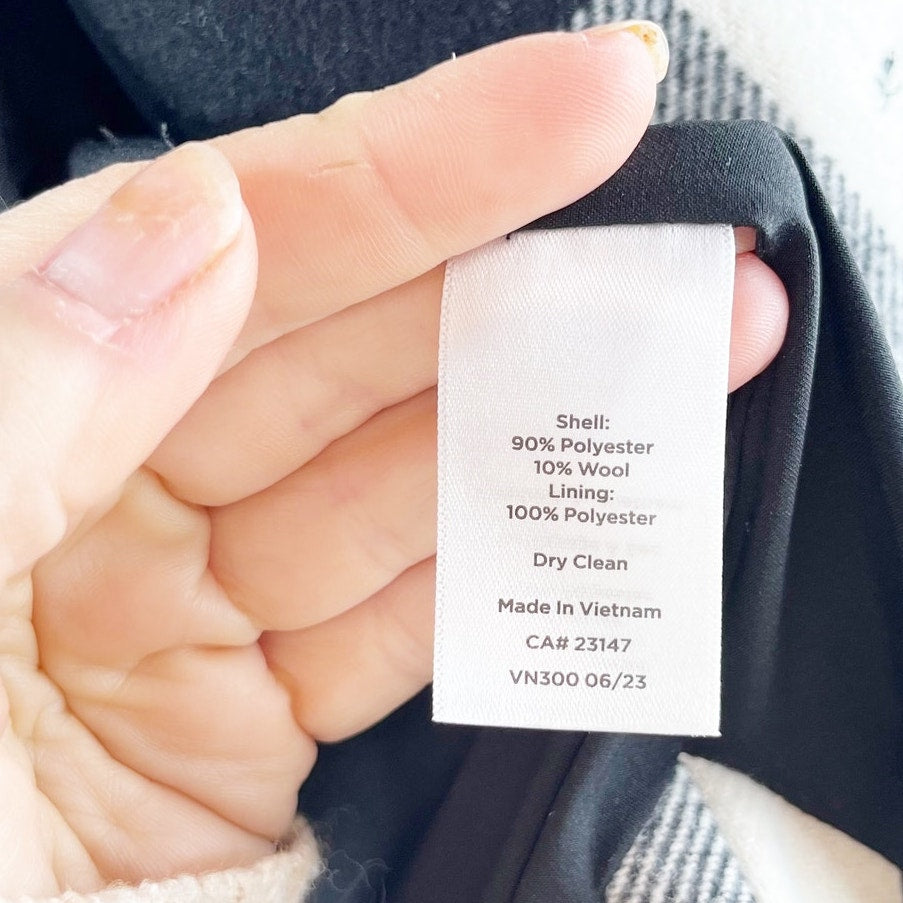 Shell:
90% Polyester
10% Wool
Lining:
100% Polyester
Dry Clean
Made In Vietnam
CA# 23147
VN300 06/23